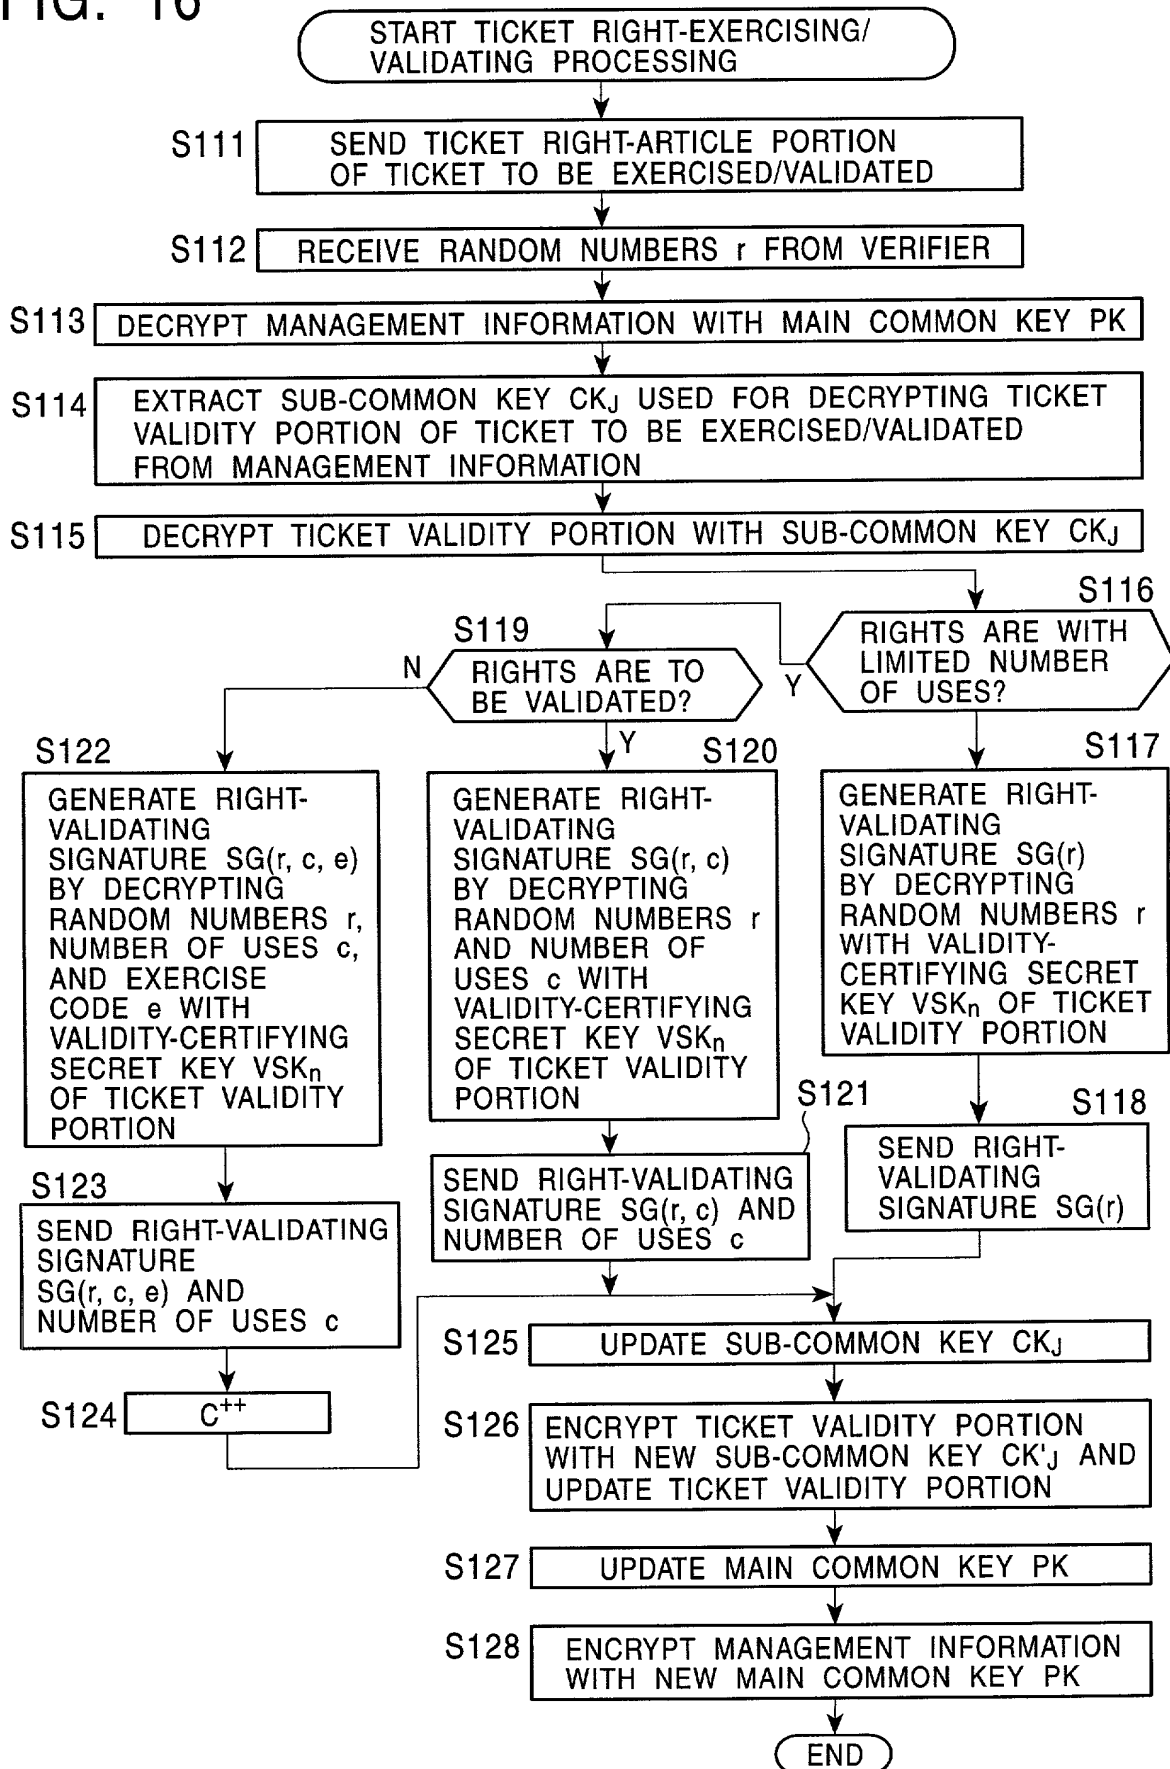 FIG. 16
START TICKET RIGHT-EXERCISING/
VALIDATING PROCESSING
S111
SEND TICKET RIGHT-ARTICLE PORTION
OF TICKET TO BE EXERCISED/VALIDATED
S112
RECEIVE RANDOM NUMBERS r FROM VERIFIER
S113
DECRYPT MANAGEMENT INFORMATION WITH MAIN COMMON KEY PK
S114
EXTRACT SUB-COMMON KEY CKJ USED FOR DECRYPTING TICKET
VALIDITY PORTION OF TICKET TO BE EXERCISED/VALIDATED
FROM MANAGEMENT INFORMATION
S115
DECRYPT TICKET VALIDITY PORTION WITH SUB-COMMON KEY CKJ
S116
RIGHTS ARE WITH
LIMITED NUMBER
OF USES?
Y
S119
RIGHTS ARE TO
BE VALIDATED?
N
Y
S122
GENERATE RIGHT-
VALIDATING
SIGNATURE SG(r, c, e)
BY DECRYPTING
RANDOM NUMBERS r,
NUMBER OF USES c,
AND EXERCISE
CODE e WITH
VALIDITY-CERTIFYING
SECRET KEY VSKn
OF TICKET VALIDITY
PORTION
S120
GENERATE RIGHT-
VALIDATING
SIGNATURE SG(r, c)
BY DECRYPTING
RANDOM NUMBERS r
AND NUMBER OF
USES c WITH
VALIDITY-CERTIFYING
SECRET KEY VSKn
OF TICKET VALIDITY
PORTION
S117
GENERATE RIGHT-
VALIDATING
SIGNATURE SG(r)
BY DECRYPTING
RANDOM NUMBERS r
WITH VALIDITY-
CERTIFYING SECRET
KEY VSKn OF TICKET
VALIDITY PORTION
S123
SEND RIGHT-VALIDATING
SIGNATURE
SG(r, c, e) AND
NUMBER OF USES c
S121
SEND RIGHT-VALIDATING
SIGNATURE SG(r, c) AND
NUMBER OF USES c
S118
SEND RIGHT-
VALIDATING
SIGNATURE SG(r)
S124
C++
S125
UPDATE SUB-COMMON KEY CKJ
S126
ENCRYPT TICKET VALIDITY PORTION
WITH NEW SUB-COMMON KEY CK'J AND
UPDATE TICKET VALIDITY PORTION
S127
UPDATE MAIN COMMON KEY PK
S128
ENCRYPT MANAGEMENT INFORMATION
WITH NEW MAIN COMMON KEY PK
END